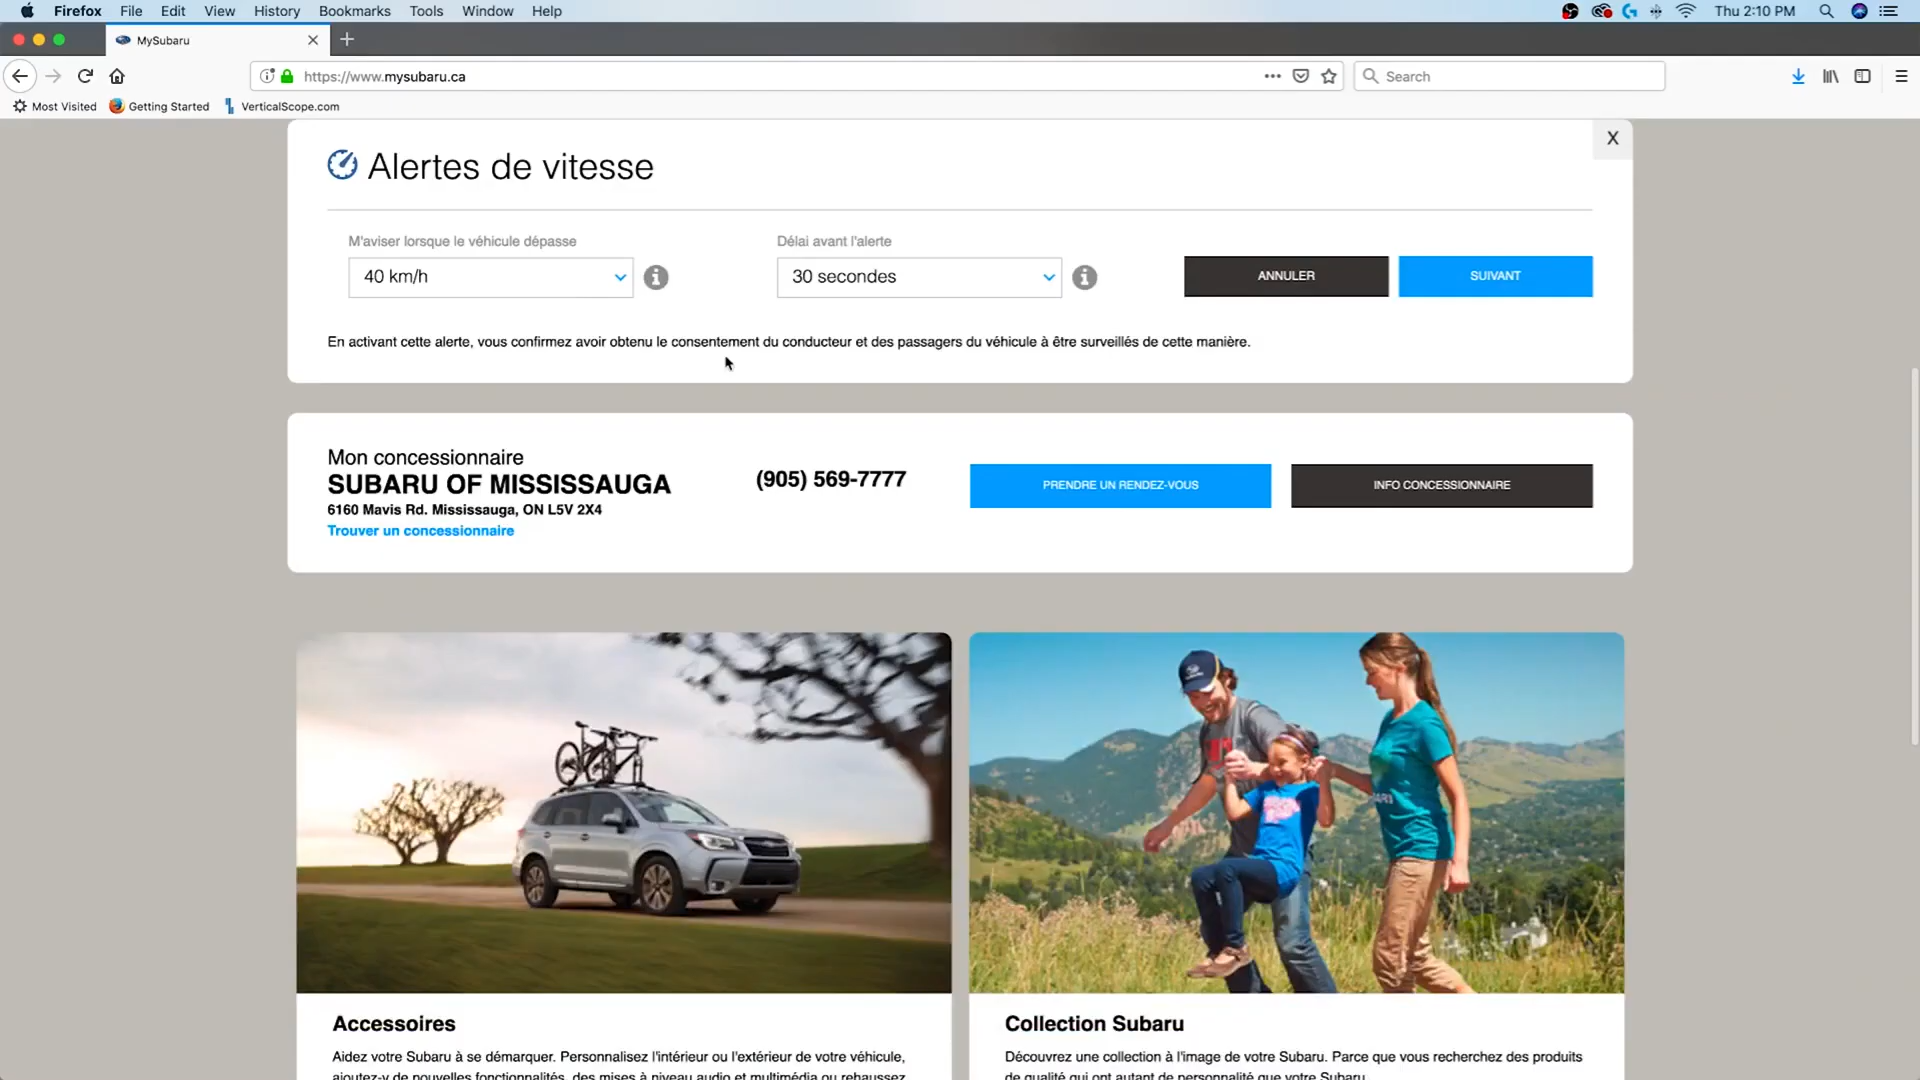 Firefox File Edit View History Bookmarks Tools Window Help
Thu 2:10 PM
MySubaru
https://www.mysubaru.ca
Search
Most Visited Getting Started VerticalScope.com
X
Alertes de vitesse
M'aviser lorsque le véhicule dépasse
Délai avant l'alerte
40 km/h
30 secondes
ANNULER
SUIVANT
En activant cette alerte, vous confirmez avoir obtenu le consentement du conducteur et des passagers du véhicule à être surveillés de cette manière.
Mon concessionnaire
SUBARU OF MISSISSAUGA
6160 Mavis Rd. Mississauga, ON L5V 2X4
Trouver un concessionnaire
(905) 569-7777
PRENDRE UN RENDEZ-VOUS
INFO CONCESSIONNAIRE
Accessoires
Aidez votre Subaru à se démarquer. Personnalisez l'intérieur ou l'extérieur de votre véhicule,
ajoutez-y de nouvelles fonctionnalités, des mises à niveau audio et multimédia ou rehaussez
Collection Subaru
Découvrez une collection à l'image de votre Subaru. Parce que vous recherchez des produits
de qualité qui ont autant de personnalité que votre Subaru.